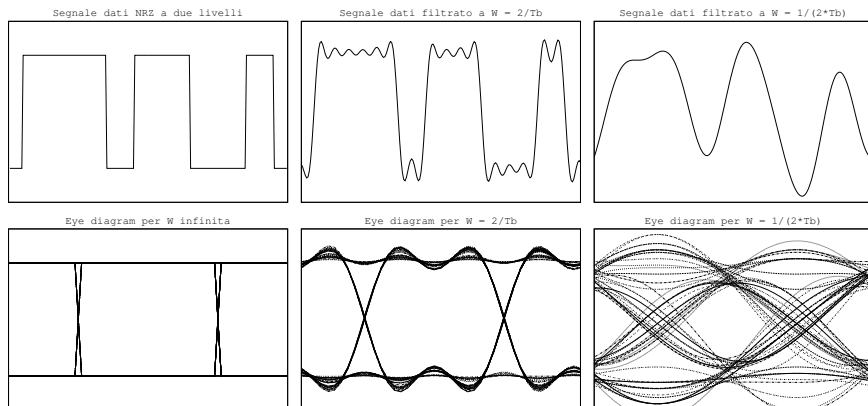 Segnale dati NRZ a due livelli
Segnale dati filtrato a W = 2/Tb
Segnale dati filtrato a W = 1/(2*Tb)
Eye diagram per W infinita
Eye diagram per W = 2/Tb
Eye diagram per W = 1/(2*Tb)